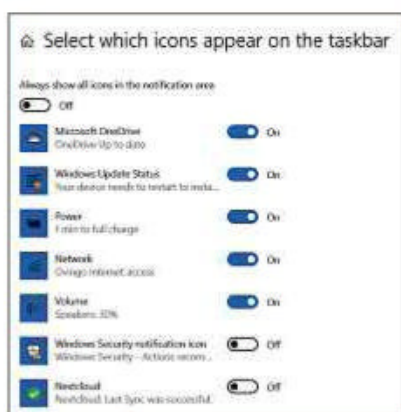 Select which icons appear on the taskbar
Always show all icons in the notification area
Off
Microsoft OneDrive
On
OneDrive Up to date
Windows Update Status
On
Your device needs to restart to insta...
Power
On
1 min to full charge
Network
On
internet access
Volume
On
Speakers: 30%
Windows Security notification icon
Off
Windows Security - Actions recom...
Nextcloud
Off
Nextcloud: Last Sync was successful.